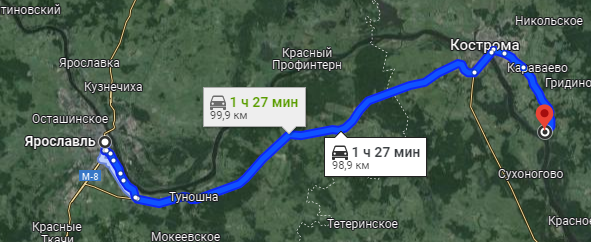 тиновский
Никольское
Ярославка
Кострома
Красный
Профинтерн
Караваево
Кузнечиха
Гридино
1 ч 27 мин
99,9 км
Осташинское
Ярославль
1 ч 27 мин
98,9 км
М-8
Сухоногово
Туношна
Красные
Ткачи
Тетеринское
Красное
Мокеевское